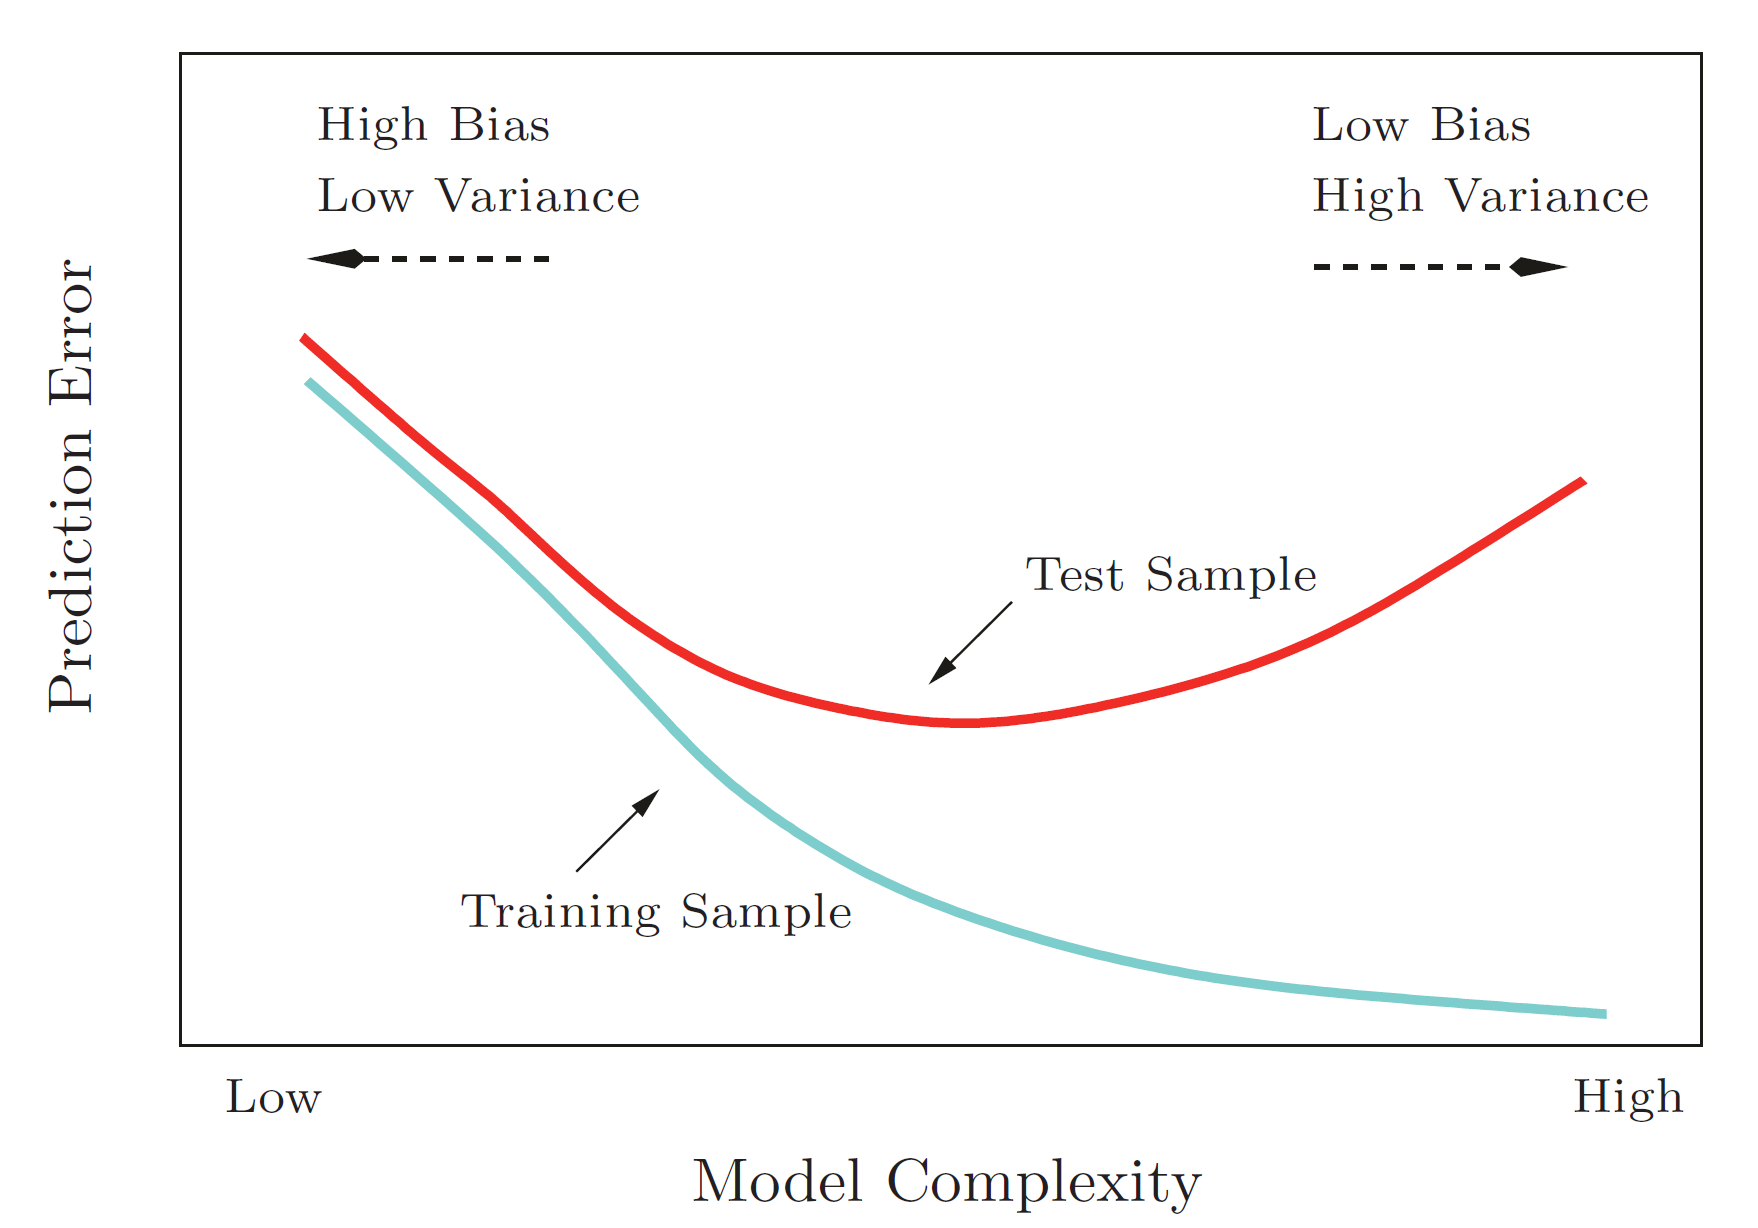 High Bias
Low Variance
Low Bias
High Variance
Prediction Error
Test Sample
Training Sample
Low
High
Model Complexity